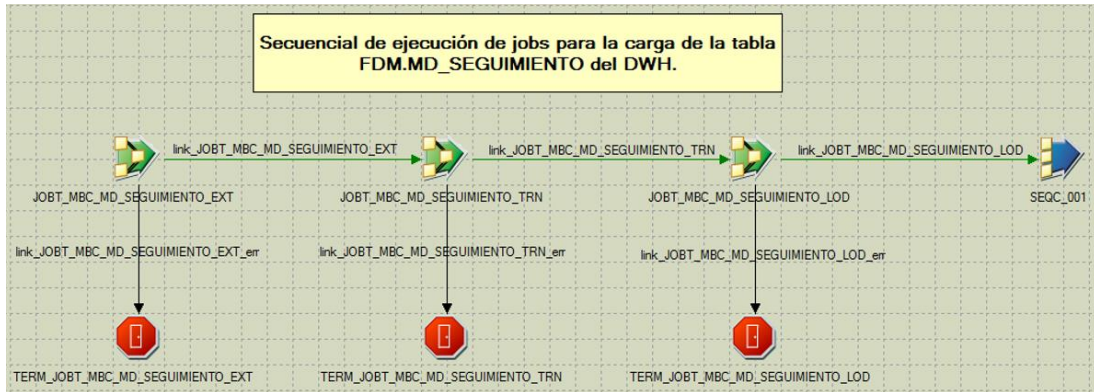 Secuencial de ejecución de jobs para la carga de la tabla
FDM.MD_SEGUIMIENTO del DWH.
link_JOBT_MBC_MD_SEGUIMIENTO_EXT
link_JOBT_MBC_MD_SEGUIMIENTO_TRN
link_JOBT_MBC_MD_SEGUIMIENTO_LOD
JOBT_MBC_MD_SEGUIMIENTO_EXT
JOBT_MBC_MD_SEGUIMIENTO_TRN
JOBT_MBC_MD_SEGUIMIENTO_LOD
SEQC_001
link_JOBT_MBC_MD_SEGUIMIENTO_EXT_err
link_JOBT_MBC_MD_SEGUIMIENTO_TRN_err
link_JOBT_MBC_MD_SEGUIMIENTO_LOD_err
TERM_JOBT_MBC_MD_SEGUIMIENTO_EXT
TERM_JOBT_MBC_MD_SEGUIMIENTO_TRN
TERM_JOBT_MBC_MD_SEGUIMIENTO_LOD